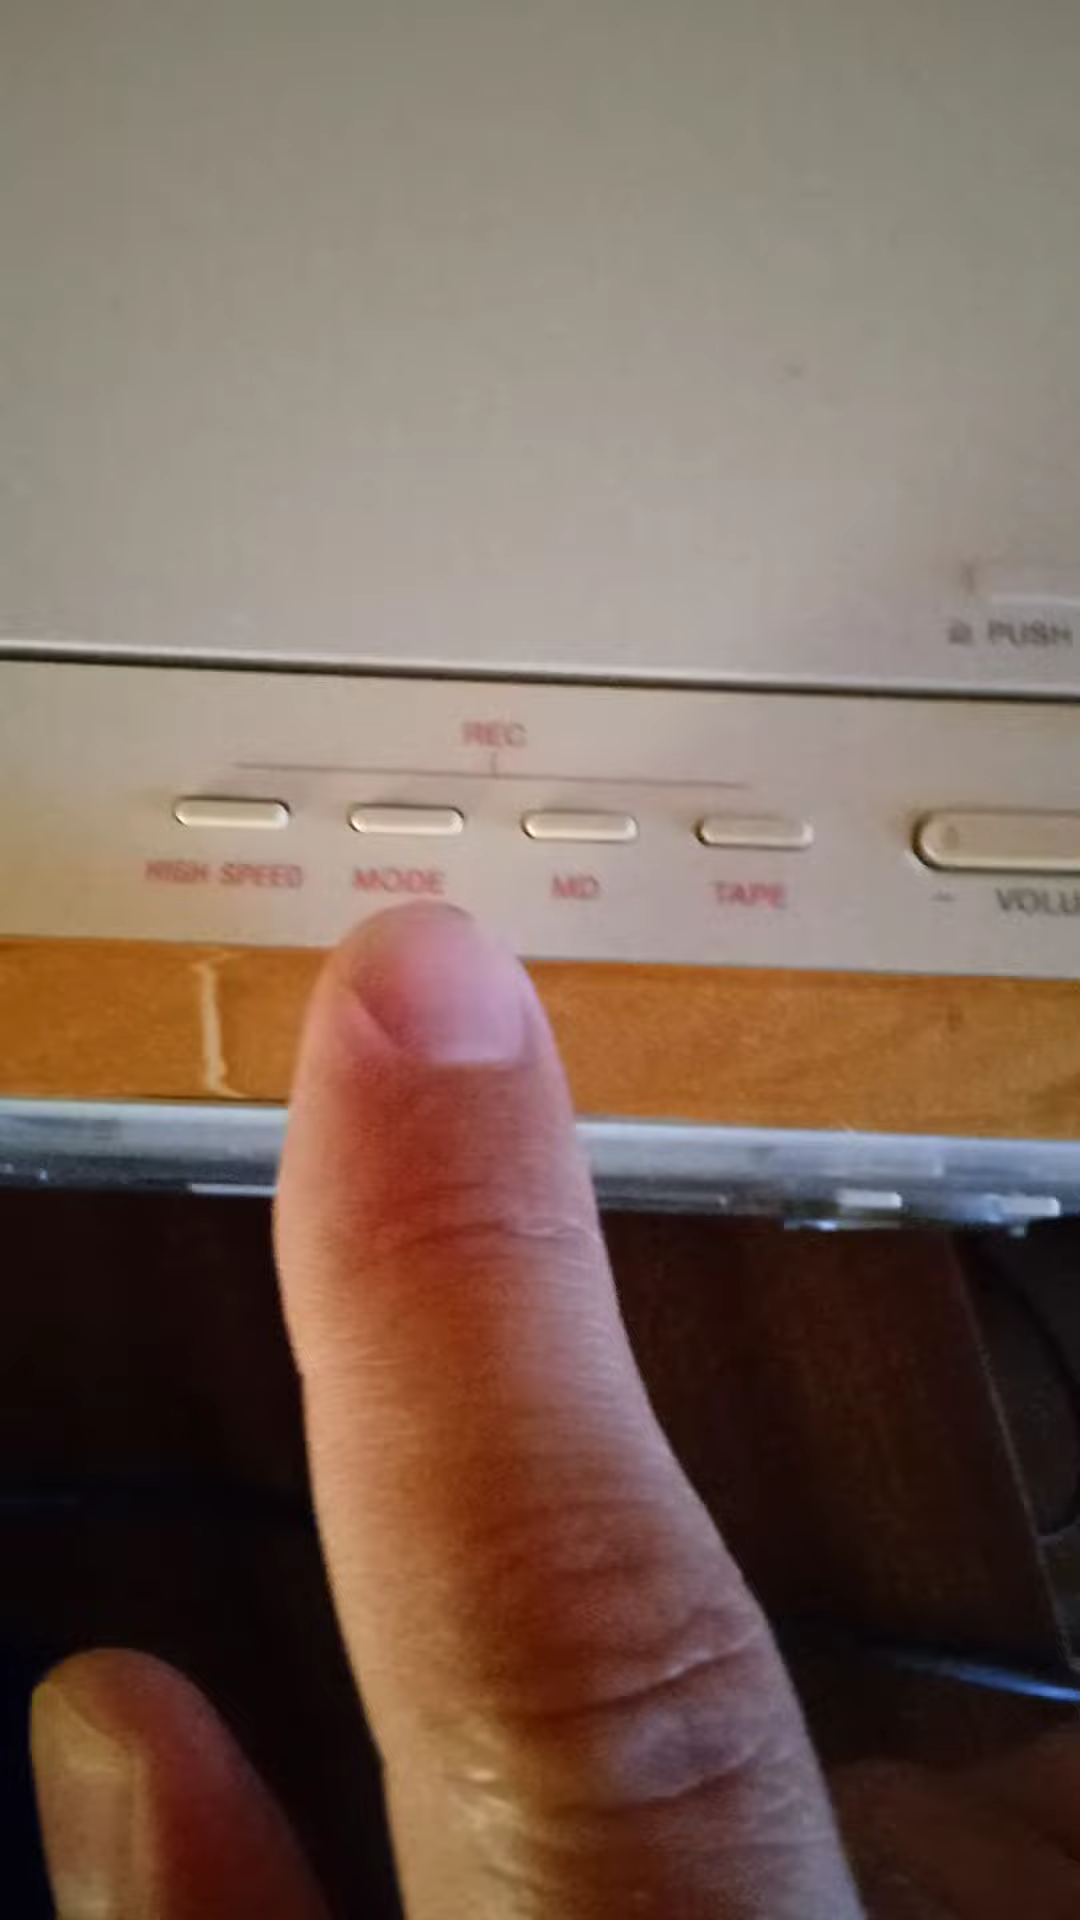 PUSH
REC
HIGH SPEED MODE MD TAPE
– VOLU